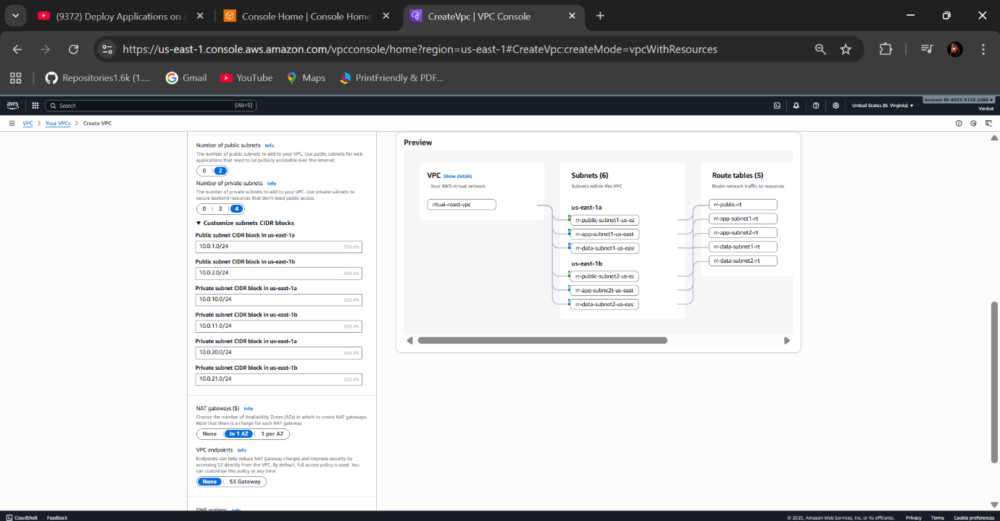 (9372) Deploy Applications on
Console Home | Console Home
CreateVpc | VPC Console
https://us-east-1.console.aws.amazon.com/vpcconsole/home?region=us-east-1#CreateVpc:createMode=vpcWithResources
Repositories1.6k (1....
Gmail
YouTube
Maps
PrintFriendly & PDF...
aws
Search
[Alt+S]
United States (N. Virginia)
Account ID: 6023-5139-2486
Venkat
VPC > Your VPCs > Create VPC
Number of public subnets Info
The number of public subnets to add to your VPC. Use public subnets for web
applications that need to be publicly accessible over the internet.
0 2
Number of private subnets Info
The number of private subnets to add to your VPC. Use private subnets to
secure backend resources that don't need public access.
0 2 4
Customize subnets CIDR blocks
Public subnet CIDR block in us-east-1a
10.0.1.0/24 256 IPs
Public subnet CIDR block in us-east-1b
10.0.2.0/24 256 IPs
Private subnet CIDR block in us-east-1a
10.0.10.0/24 256 IPs
Private subnet CIDR block in us-east-1b
10.0.11.0/24 256 IPs
Private subnet CIDR block in us-east-1a
10.0.20.0/24 256 IPs
Private subnet CIDR block in us-east-1b
10.0.21.0/24 256 IPs
NAT gateways ($) Info
Choose the number of Availability Zones (AZs) in which to create NAT gateways.
Note that there is a charge for each NAT gateway
None In 1 AZ 1 per AZ
VPC endpoints Info
Endpoints can help reduce NAT gateway charges and improve security by
accessing S3 directly from the VPC. By default, full access policy is used. You
can customize this policy at any time.
None S3 Gateway
DNS options Info
Preview
VPC Show details
Your AWS virtual network
ritual-roast-vpc
Subnets (6)
Subnets within this VPC
us-east-1a
rr-public-subnet1-us-ea
rr-app-subnet1-us-east
rr-data-subnet1-us-east
us-east-1b
rr-public-subnet2-us-ea
rr-app-subne2t-us-east
rr-data-subnet2-us-eas
Route tables (5)
Route network traffic to resources
rr-public-rt
rr-app-subnet1-rt
rr-app-subnet2-rt
rr-data-subnet1-rt
rr-data-subnet2-rt
CloudShell
Feedback
© 2025, Amazon Web Services, Inc. or its affiliates.
Privacy
Terms
Cookie preferences